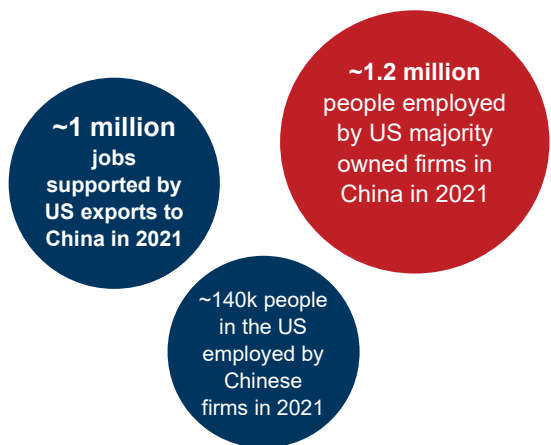 ~1 million
jobs
supported by
US exports to
China in 2021
~1.2 million
people employed
by US majority
owned firms in
China in 2021
~140k people
in the US
employed by
Chinese
firms in 2021